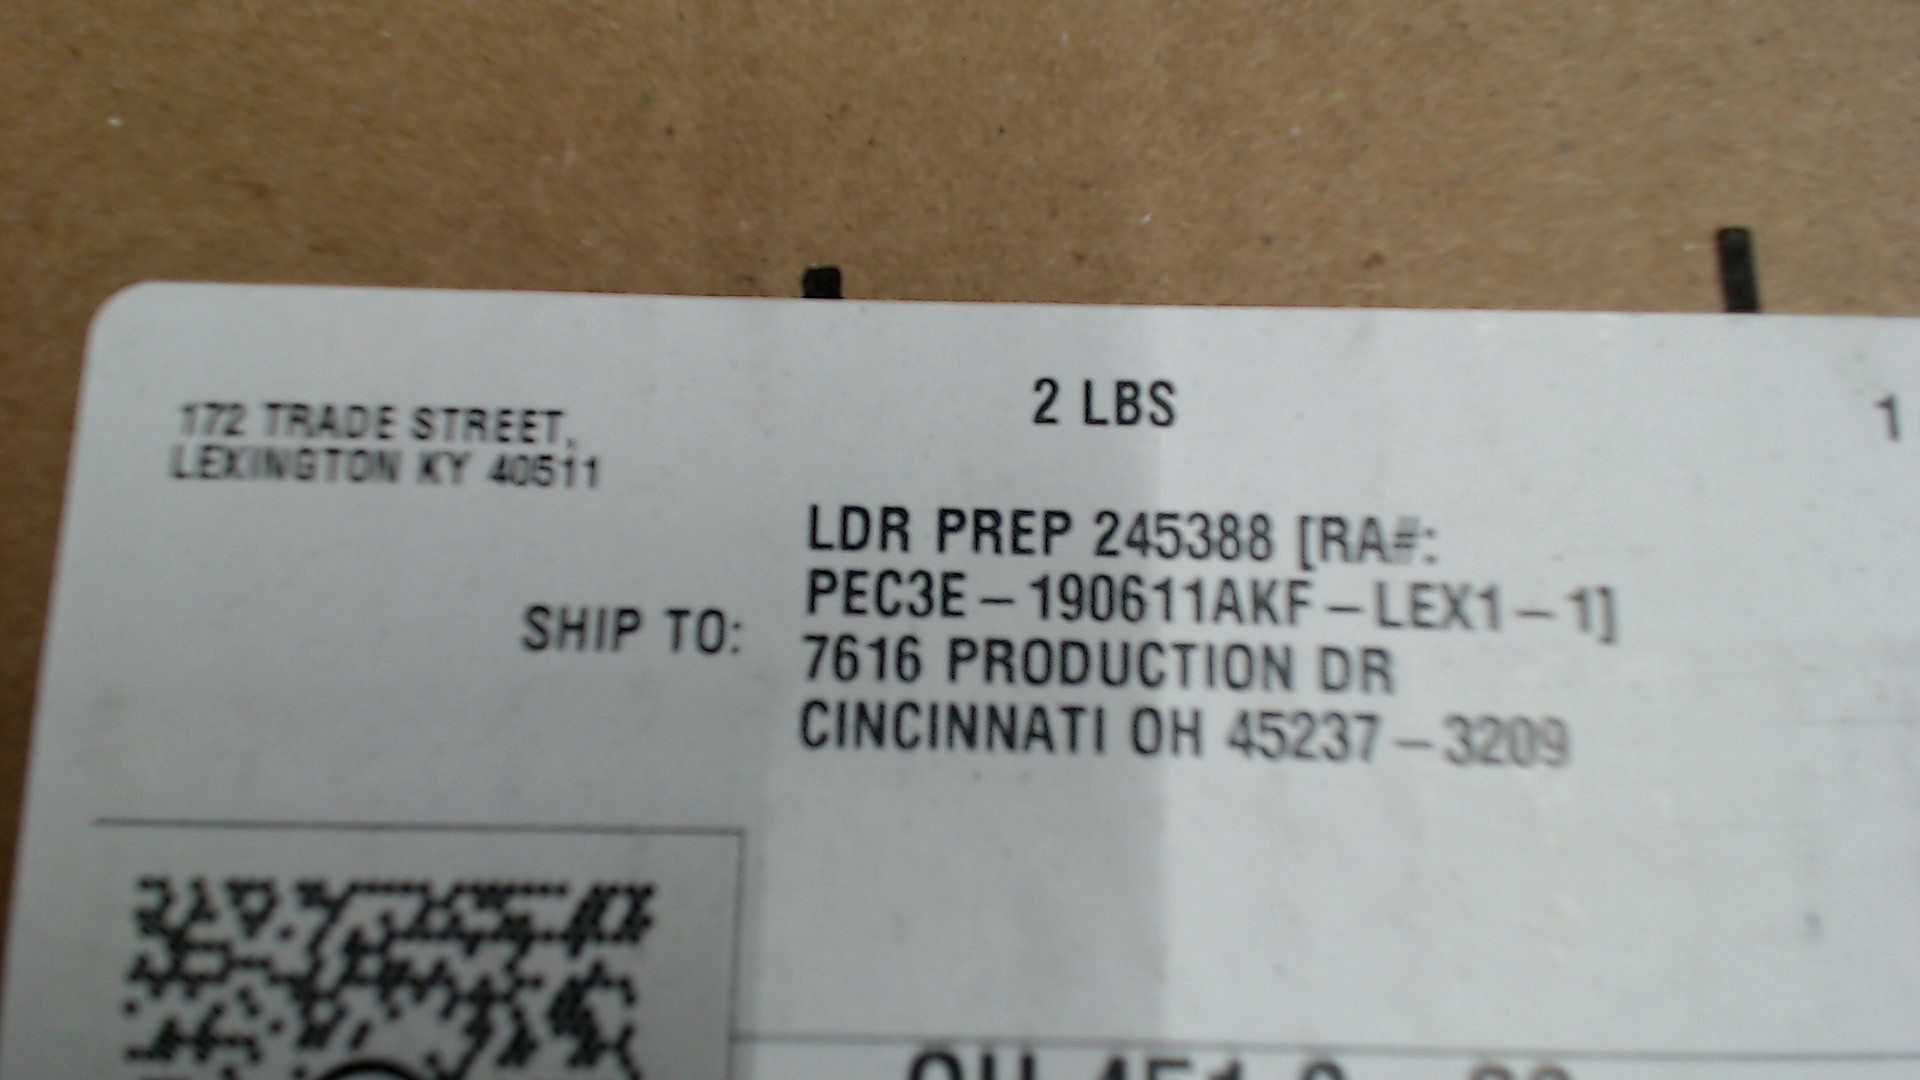 172 TRADE STREET,
LEXINGTON KY 40511
2 LBS
1
SHIP TO:
LDR PREP 245388 [RA#:
PEC3E-190611AKF-LEX1-1]
7616 PRODUCTION DR
CINCINNATI OH 45237-3209